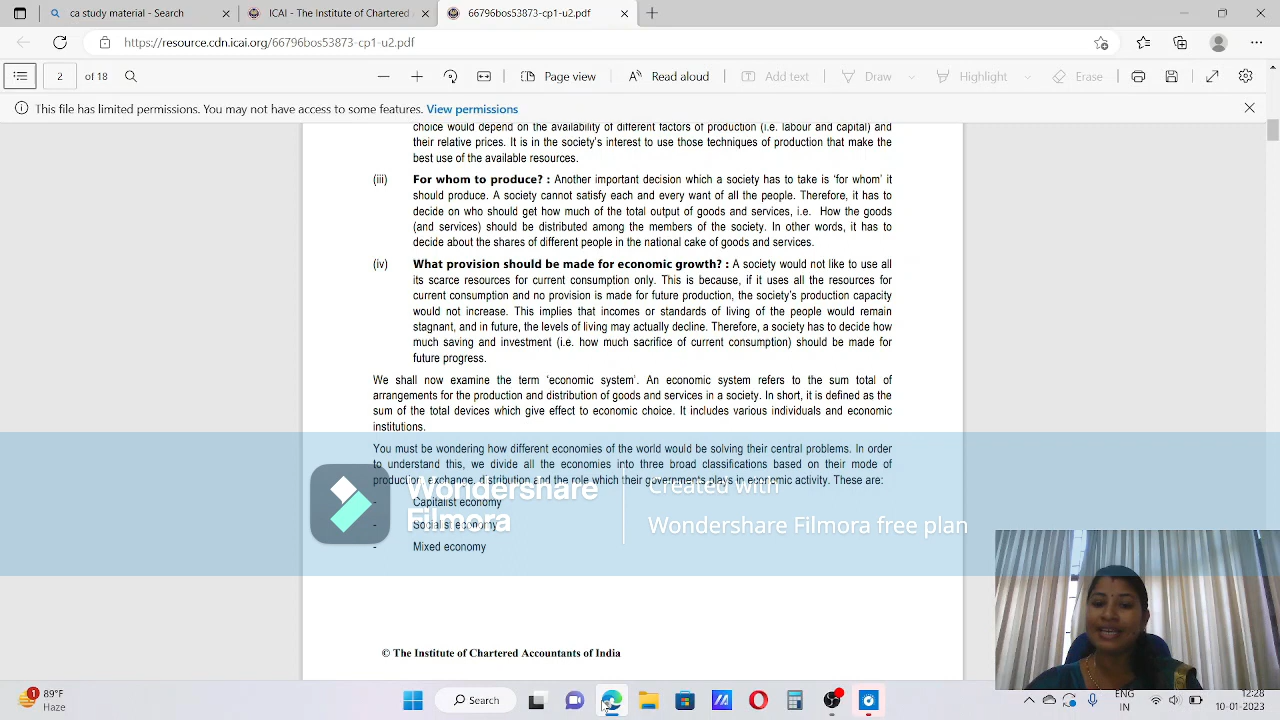 ca study material - Search
ICAI - The Institute of Chartered
66796bos53873-cp1-u2.pdf
https://resource.cdn.icai.org/66796bos53873-cp1-u2.pdf
2 of 18
Page view
Read aloud
Add text
Draw
Highlight
Erase
This file has limited permissions. You may not have access to some features. View permissions
choice would depend on the availability of different factors of production (i.e. labour and capital) and
their relative prices. It is in the society's interest to use those techniques of production that make the
best use of the available resources.
(iii) For whom to produce? : Another important decision which a society has to take is 'for whom' it
should produce. A society cannot satisfy each and every want of all the people. Therefore, it has to
decide on who should get how much of the total output of goods and services, i.e. How the goods
(and services) should be distributed among the members of the society. In other words, it has to
decide about the shares of different people in the national cake of goods and services.
(iv) What provision should be made for economic growth? : A society would not like to use all
its scarce resources for current consumption only. This is because, if it uses all the resources for
current consumption and no provision is made for future production, the society's production capacity
would not increase. This implies that incomes or standards of living of the people would remain
stagnant, and in future, the levels of living may actually decline. Therefore, a society has to decide how
much saving and investment (i.e. how much sacrifice of current consumption) should be made for
future progress.
We shall now examine the term 'economic system'. An economic system refers to the sum total of
arrangements for the production and distribution of goods and services in a society. In short, it is defined as the
sum of the total devices which give effect to economic choice. It includes various individuals and economic
institutions.
You must be wondering how different economies of the world would be solving their central problems. In order
to understand this, we divide all the economies into three broad classifications based on their mode of
production, exchange, distribution and the role which their governments plays in economic activity. These are:
- Capitalist economy
- Socialist economy
- Mixed economy
Wondershare
Filmora
Created with
Wondershare Filmora free plan
© The Institute of Chartered Accountants of India
1
89°F
Haze
Search
ENG
IN
12:28
10-01-2023